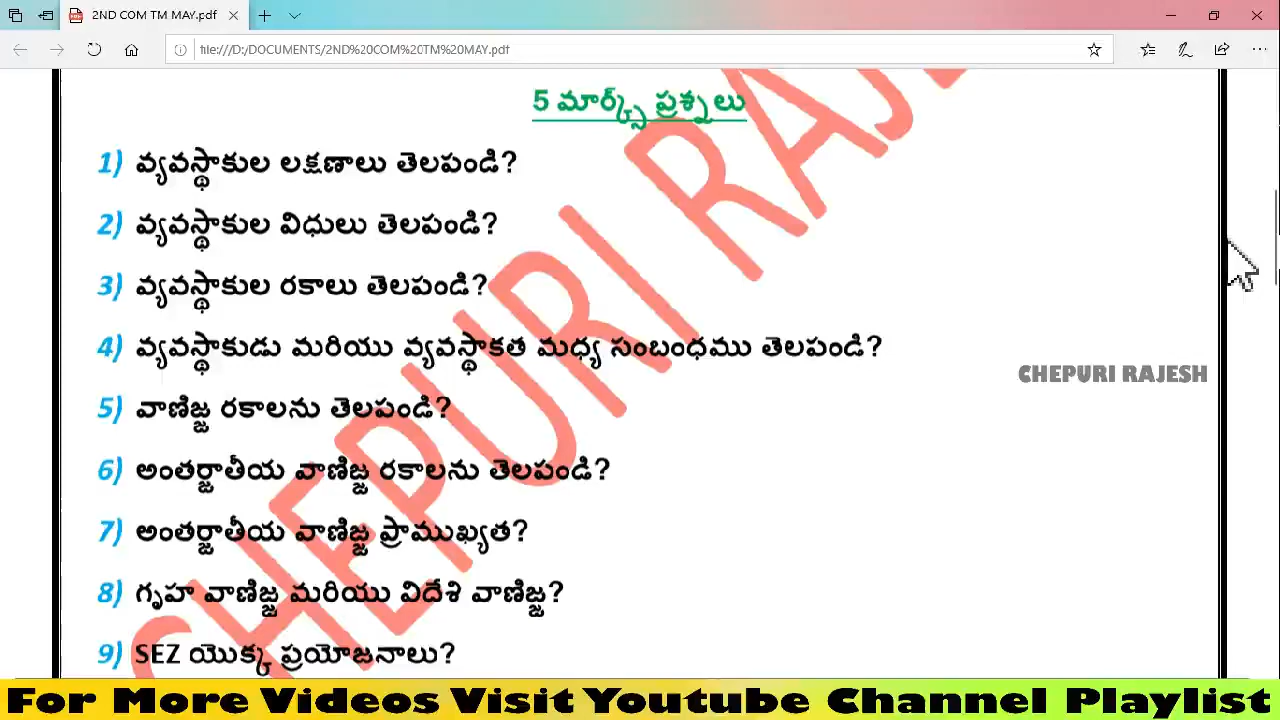 2ND COM TM MAY.pdf
file:///D:/DOCUMENTS/2ND%20COM%20TM%20MAY.pdf
5 మార్క్స్ ప్రశ్నలు
1) వ్యవస్థాకుల లక్షణాలు తెలపండి?
2) వ్యవస్థాకుల విధులు తెలపండి?
3) వ్యవస్థాకుల రకాలు తెలపండి?
4) వ్యవస్థాకుడు మరియు వ్యవస్థాకత మధ్య సంబంధము తెలపండి?
CHEPURI RAJESH
5) వాణిజ్జ రకాలను తెలపండి?
6) అంతర్జాతీయ వాణిజ్జ రకాలను తెలపండి?
7) అంతర్జాతీయ వాణిజ్జ ప్రాముఖ్యత?
8) గృహ వాణిజ్జ మరియు విదేశి వాణిజ్జ?
9) SEZ యొక్క ప్రయోజనాలు?
CHEPURI RAJE
For More Videos Visit Youtube Channel Playlist